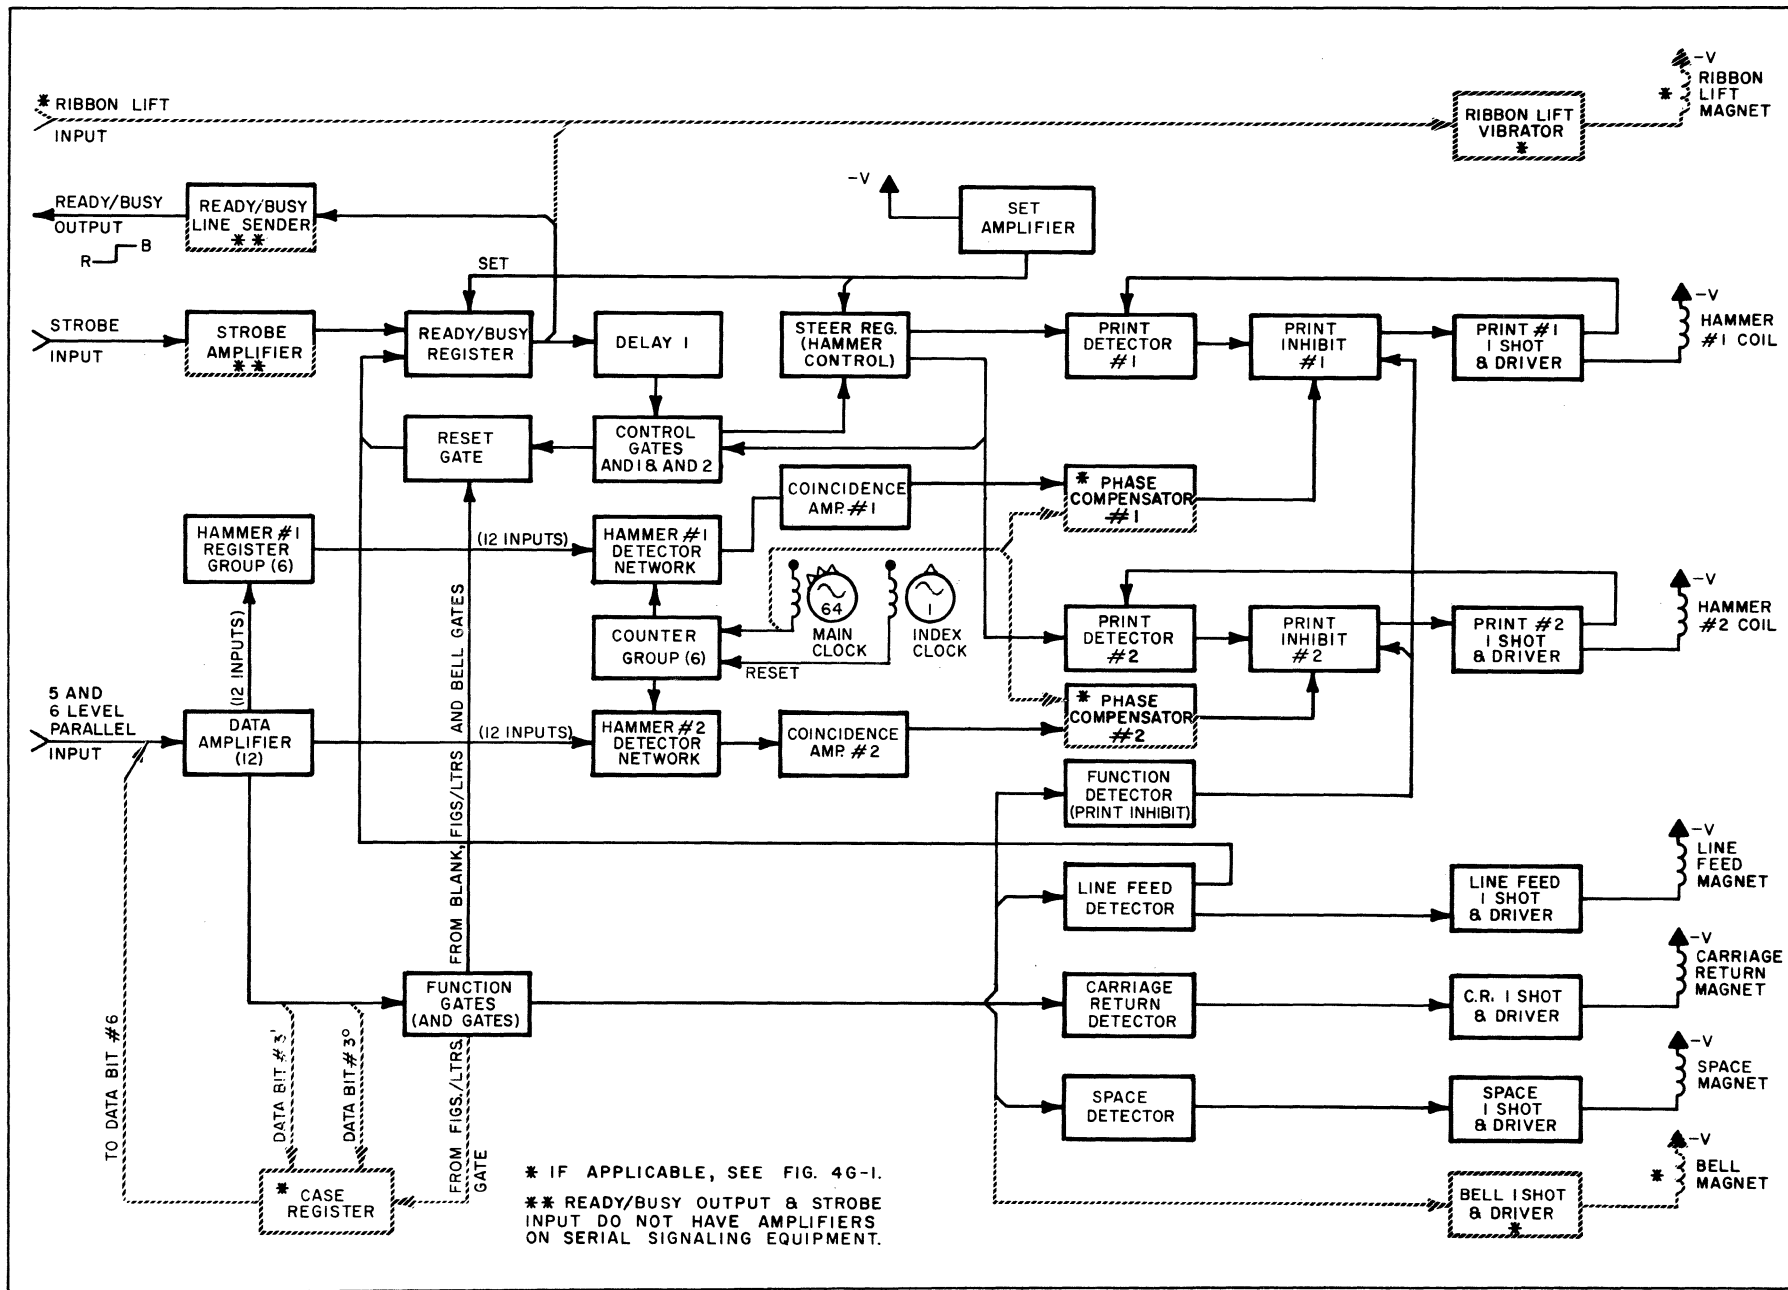 * RIBBON LIFT
INPUT
RIBBON LIFT
VIBRATOR
*
-V
RIBBON
LIFT
MAGNET
*
READY/BUSY
OUTPUT
R
B
READY/BUSY
LINE SENDER
* *
-V
SET
AMPLIFIER
SET
STROBE
INPUT
STROBE
AMPLIFIER
* *
READY/BUSY
REGISTER
DELAY 1
STEER REG.
(HAMMER
CONTROL)
PRINT
DETECTOR
#1
PRINT
INHIBIT
#1
PRINT #1
1 SHOT
& DRIVER
-V
HAMMER
#1 COIL
RESET
GATE
CONTROL
GATES
AND 1 & AND 2
COINCIDENCE
AMP. #1
* PHASE
COMPENSATOR
#1
HAMMER #1
REGISTER
GROUP (6)
(12 INPUTS)
HAMMER #1
DETECTOR
NETWORK
64
MAIN
CLOCK
1
INDEX
CLOCK
COUNTER
GROUP (6)
RESET
PRINT
DETECTOR
#2
PRINT
INHIBIT
#2
PRINT #2
1 SHOT
& DRIVER
-V
HAMMER
#2 COIL
(12 INPUTS)
5 AND
6 LEVEL
PARALLEL
INPUT
DATA
AMPLIFIER
(12)
(12 INPUTS)
HAMMER #2
DETECTOR
NETWORK
COINCIDENCE
AMP. #2
* PHASE
COMPENSATOR
#2
FROM BLANK, FIGS/LTRS AND BELL GATES
FUNCTION
DETECTOR
(PRINT INHIBIT)
LINE FEED
DETECTOR
LINE FEED
1 SHOT
& DRIVER
-V
LINE
FEED
MAGNET
FUNCTION
GATES
(AND GATES)
CARRIAGE
RETURN
DETECTOR
C.R. 1 SHOT
& DRIVER
-V
CARRIAGE
RETURN
MAGNET
TO DATA BIT #6
DATA BIT #3'
DATA BIT #3°
FROM FIGS./LTRS.
GATE
SPACE
DETECTOR
SPACE
1 SHOT
& DRIVER
-V
SPACE
MAGNET
* CASE
REGISTER
BELL 1 SHOT
& DRIVER
*
-V
BELL
MAGNET
*
* IF APPLICABLE, SEE FIG. 4G-1.
* * READY/BUSY OUTPUT & STROBE
INPUT DO NOT HAVE AMPLIFIERS
ON SERIAL SIGNALING EQUIPMENT.